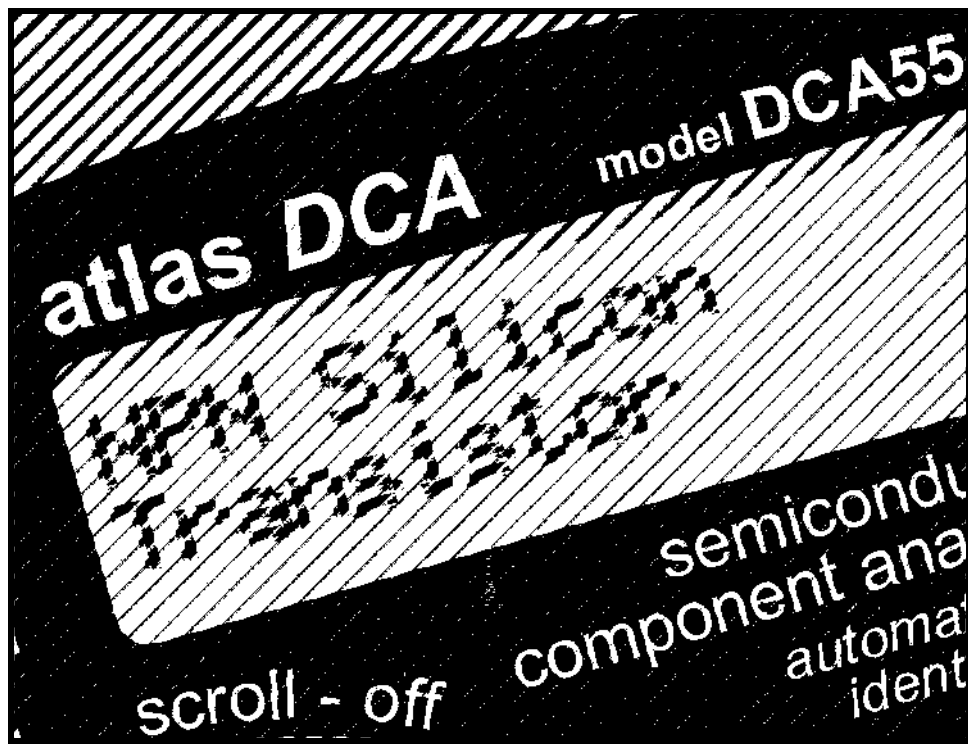 model DCA55
atlas DCA
NPN Silicon
Transistor
semicondu
component ana
automat
ident
scroll - off